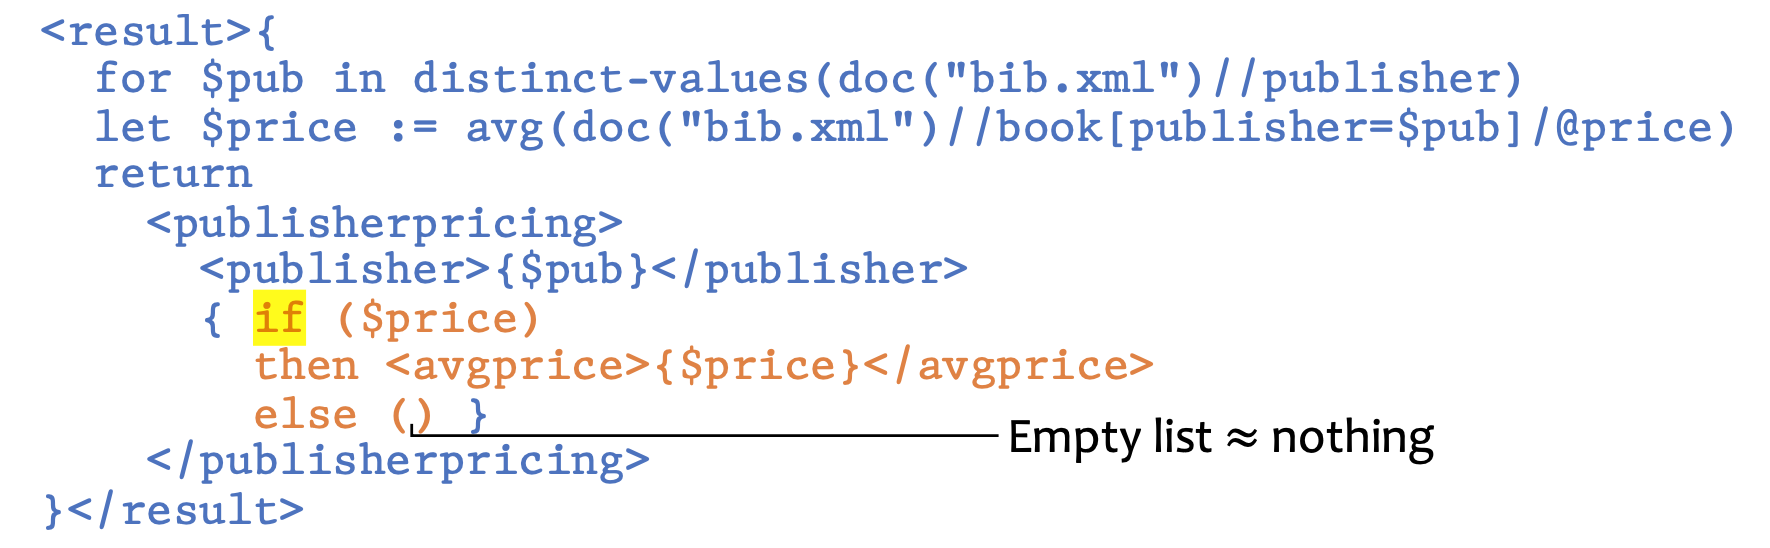 <result>{
for $pub in distinct-values(doc("bib.xml")//publisher)
let $price := avg(doc("bib.xml")//book[publisher=$pub]/@price)
return
<publisherpricing>
<publisher>{$pub}</publisher>
{ if ($price)
then <avgprice>{$price}</avgprice>
else () }
Empty list ≈ nothing
</publisherpricing>
}</result>